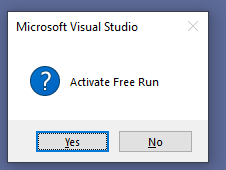 Microsoft Visual Studio
Activate Free Run
Yes
No